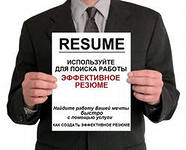 RESUME
ИСПОЛЬЗУЙТЕ
ДЛЯ ПОИСКА РАБОТЫ
ЭФФЕКТИВНОЕ
РЕЗЮМЕ
Найдите работу Вашей мечты
быстро
с помощью услуги
КАК СОЗДАТЬ ЭФФЕКТИВНОЕ РЕЗЮМЕ